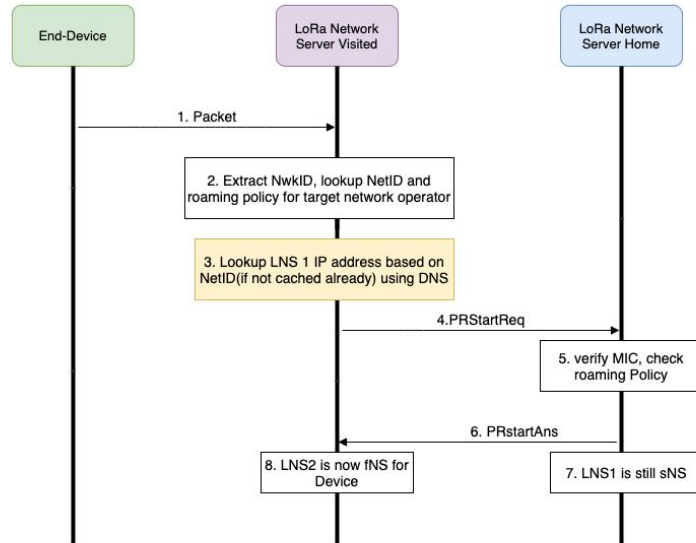 End-Device
LoRa Network
Server Visited
LoRa Network
Server Home
1. Packet
2. Extract NwkID, lookup NetID and
roaming policy for target network operator
3. Lookup LNS 1 IP address based on
NetID(if not cached already) using DNS
4.PRStartReq
5. verify MIC, check
roaming Policy
6. PRstartAns
8. LNS2 is now fNS for
Device
7. LNS1 is still sNS